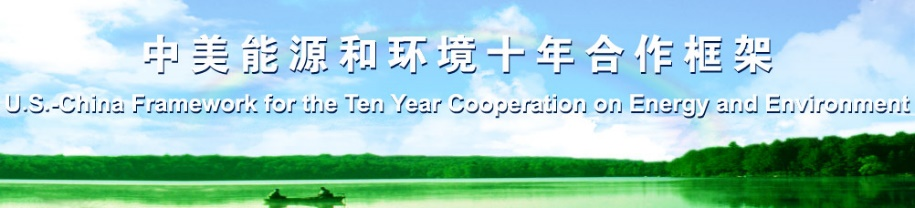 中美能源和环境十年合作框架
U.S.-China Framework for the Ten Year Cooperation on Energy and Environment